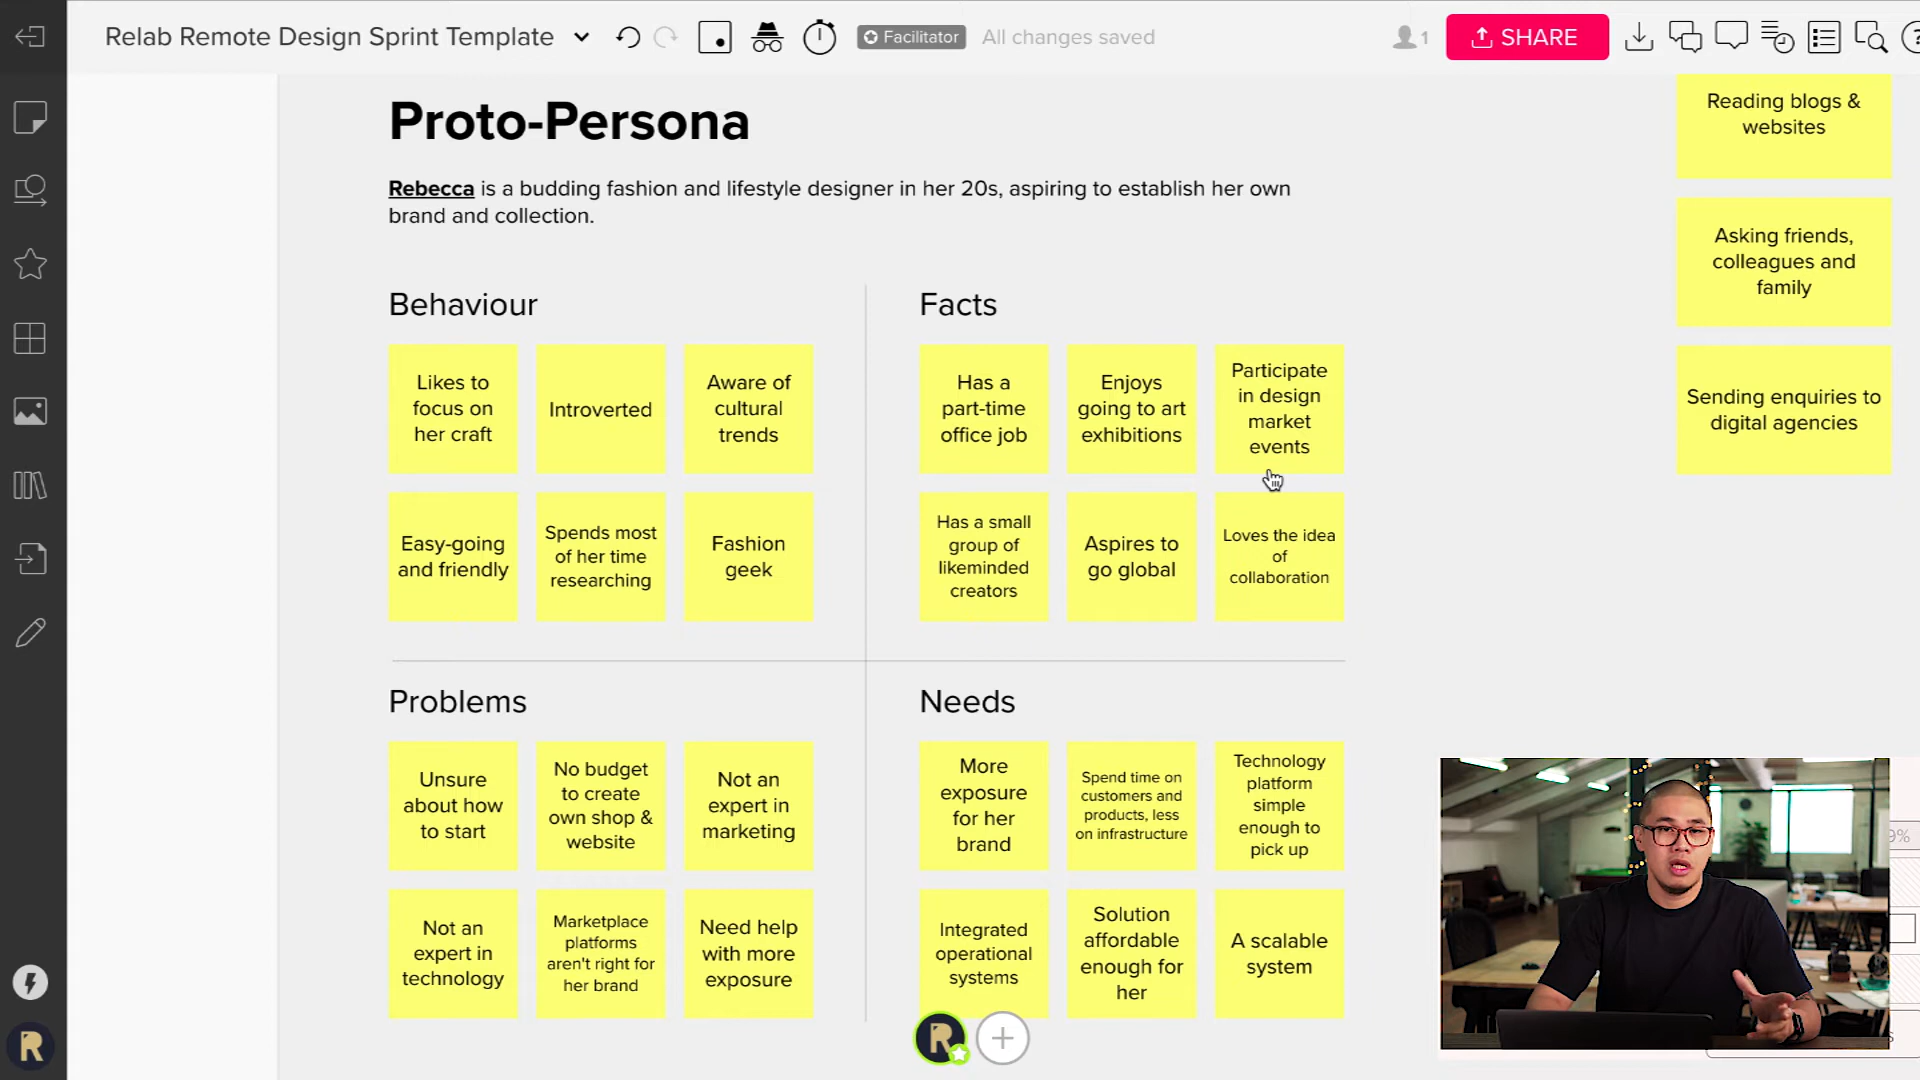 Relab Remote Design Sprint Template
Facilitator
All changes saved
1
SHARE
Proto-Persona
Rebecca is a budding fashion and lifestyle designer in her 20s, aspiring to establish her own
brand and collection.
Behaviour
Likes to
focus on
her craft
Introverted
Aware of
cultural
trends
Easy-going
and friendly
Spends most
of her time
researching
Fashion
geek
Facts
Has a
part-time
office job
Enjoys
going to art
exhibitions
Participate
in design
market
events
Has a small
group of
likeminded
creators
Aspires to
go global
Loves the idea
of
collaboration
Problems
Unsure
about how
to start
No budget
to create
own shop &
website
Not an
expert in
marketing
Not an
expert in
technology
Marketplace
platforms
aren't right for
her brand
Need help
with more
exposure
Needs
More
exposure
for her
brand
Spend time on
customers and
products, less
on infrastructure
Technology
platform
simple
enough to
pick up
Integrated
operational
systems
Solution
affordable
enough for
her
A scalable
system
Reading blogs &
websites
Asking friends,
colleagues and
family
Sending enquiries to
digital agencies
9%
R
R